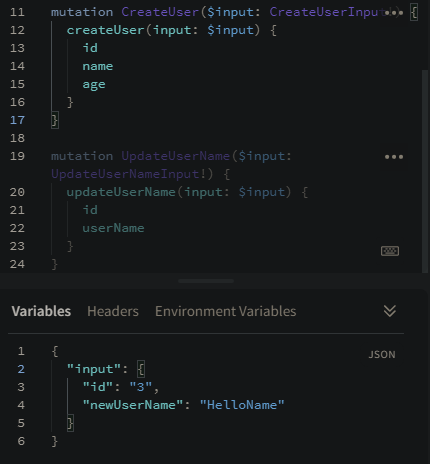 11 mutation CreateUser($input: CreateUserInput ••• {
12 createUser(input: $input) {
13 id
14 name
15 age
16 }
17 }
18
19 mutation UpdateUserName($input: •••
UpdateUserNameInput!) {
20 updateUserName(input: $input) {
21 id
22 userName
23 }
24 }
Variables Headers Environment Variables
JSON
1 {
2 "input": {
3 "id": "3",
4 "newUserName": "HelloName"
5 }
6 }